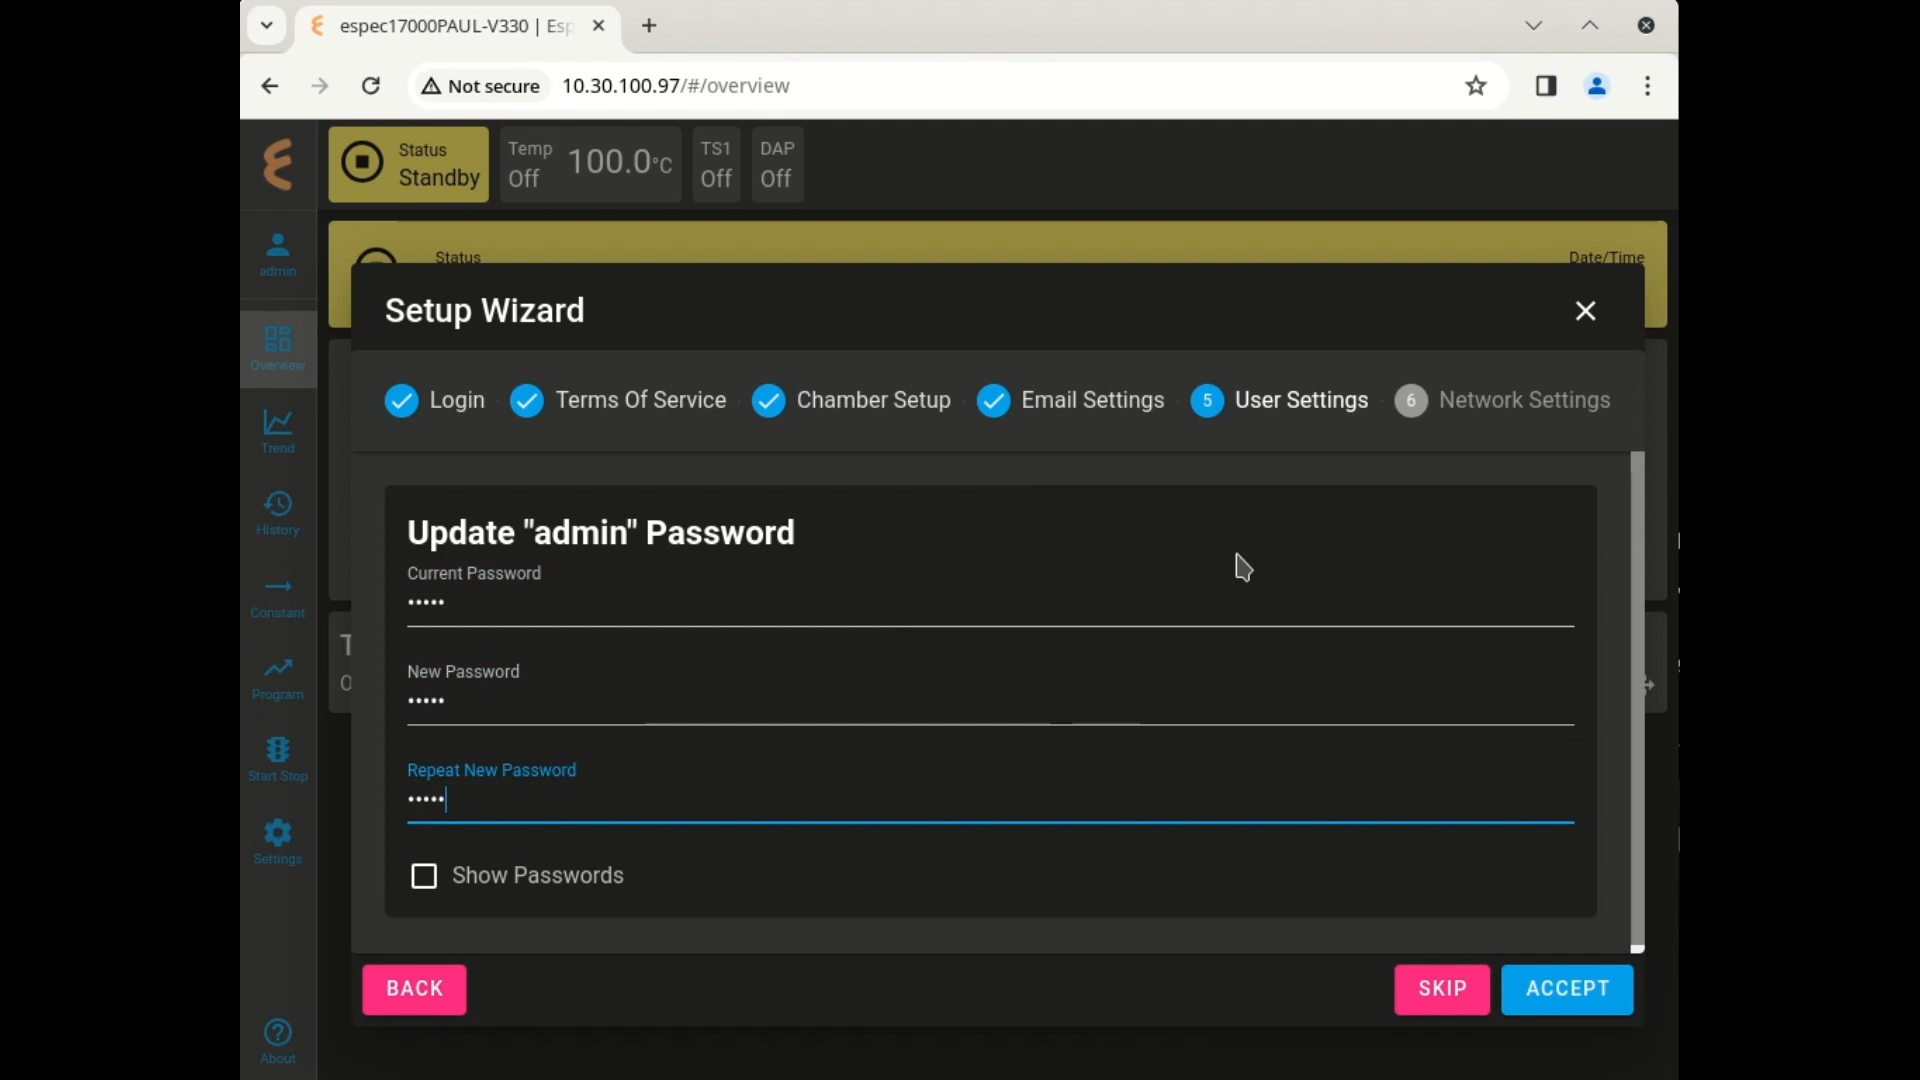 espec17000PAUL-V330 | Esp
Not secure
10.30.100.97/#/overview
Status
Standby
Temp
Off
100.0°C
TS1
Off
DAP
Off
admin
Overview
Trend
History
Constant
Program
Start Stop
Settings
About
Status
Date/Time
Setup Wizard
Login
Terms Of Service
Chamber Setup
Email Settings
5 User Settings
6 Network Settings
Update "admin" Password
Current Password
•••••
New Password
•••••
Repeat New Password
•••••
Show Passwords
BACK
SKIP
ACCEPT